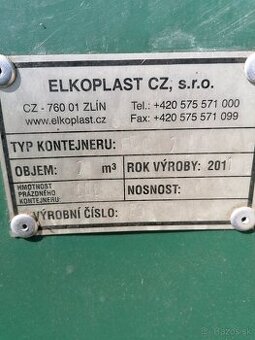 ELKOPLAST CZ, s.r.o.
CZ - 760 01 ZLÍN Tel.: +420 575 571 000
www.elkoplast.cz Fax: +420 575 571 099
TYP KONTEJNERU:
OBJEM: m³ ROK VÝROBY: 201
HMOTNOST PRÁZDNÉHO KONTEJNERU: NOSNOST:
VÝROBNÍ ČÍSLO: